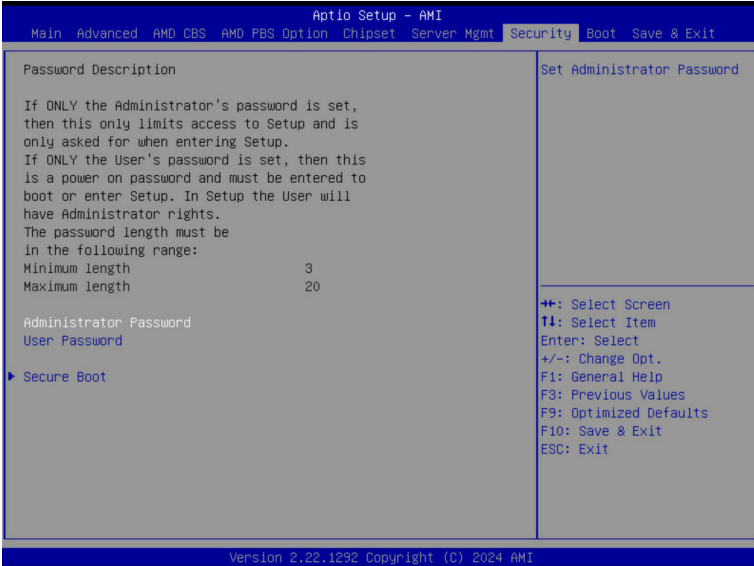 Aptio Setup – AMI
Main Advanced AMD CBS AMD PBS Option Chipset Server Mgmt Security Boot Save & Exit
Password Description
If ONLY the Administrator's password is set,
then this only limits access to Setup and is
only asked for when entering Setup.
If ONLY the User's password is set, then this
is a power on password and must be entered to
boot or enter Setup. In Setup the User will
have Administrator rights.
The password length must be
in the following range:
Minimum length 3
Maximum length 20
Administrator Password
User Password
Secure Boot
Set Administrator Password
→←: Select Screen
↑↓: Select Item
Enter: Select
+/-: Change Opt.
F1: General Help
F3: Previous Values
F9: Optimized Defaults
F10: Save & Exit
ESC: Exit
Version 2.22.1292 Copyright (C) 2024 AMI